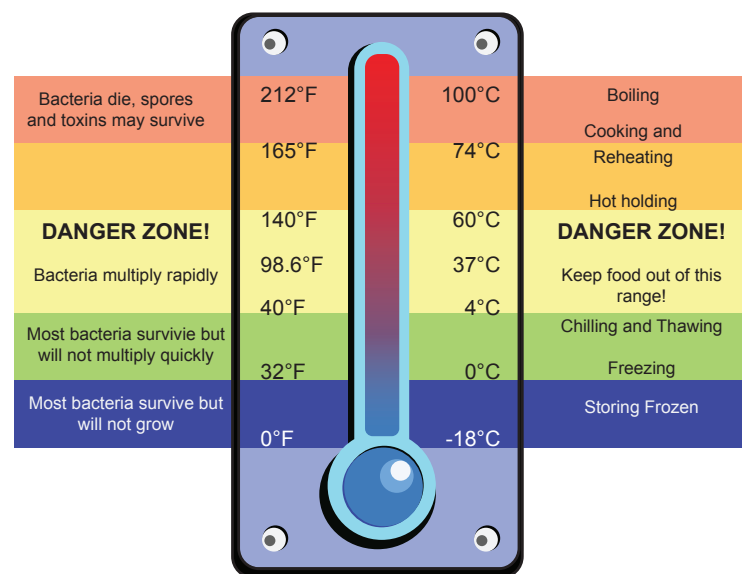 Bacteria die, spores
and toxins may survive
212°F
100°C
Boiling
Cooking and
165°F
74°C
Reheating
Hot holding
140°F
60°C
DANGER ZONE!
DANGER ZONE!
98.6°F
37°C
Bacteria multiply rapidly
Keep food out of this
range!
40°F
4°C
Chilling and Thawing
Most bacteria survivie but
will not multiply quickly
32°F
0°C
Freezing
Most bacteria survive but
will not grow
Storing Frozen
0°F
-18°C